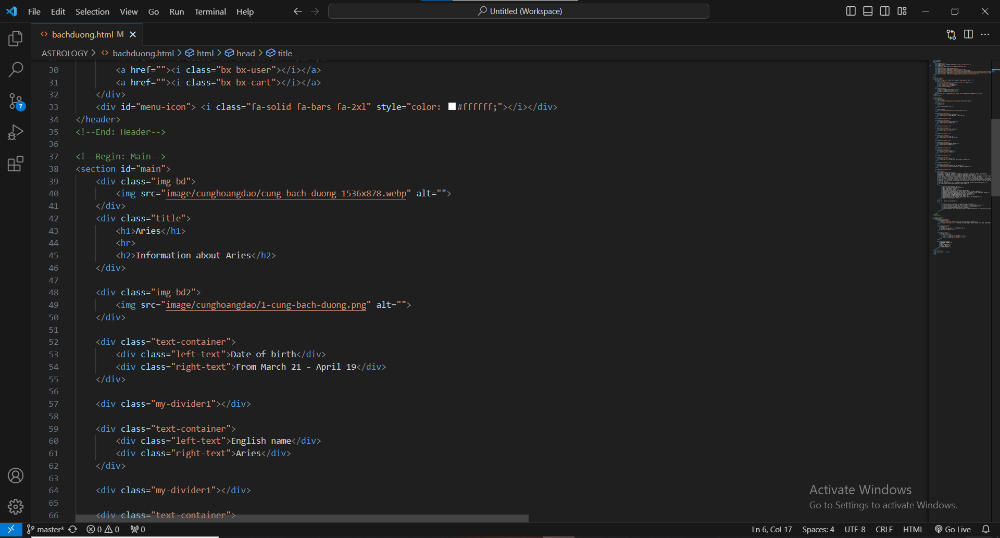 File Edit Selection View Go Run Terminal Help
Untitled (Workspace)
bachduong.html M
ASTROLOGY > bachduong.html > html > head > title
30 <a href=""><i class="bx bx-user"></i></a>
31 <a href=""><i class="bx bx-cart"></i></a>
32 </div>
33 <div id="menu-icon"> <i class="fa-solid fa-bars fa-2xl" style="color: #ffffff;"></i></div>
34 </header>
35 <!--End: Header-->
36
37 <!--Begin: Main-->
38 <section id="main">
39 <div class="img-bd">
40 <img src="image/cunghoangdao/cung-bach-duong-1536x878.webp" alt="">
41 </div>
42 <div class="title">
43 <h1>Aries</h1>
44 <hr>
45 <h2>Information about Aries</h2>
46 </div>
47
48 <div class="img-bd2">
49 <img src="image/cunghoangdao/1-cung-bach-duong.png" alt="">
50 </div>
51
52 <div class="text-container">
53 <div class="left-text">Date of birth</div>
54 <div class="right-text">From March 21 - April 19</div>
55 </div>
56
57 <div class="my-divider1"></div>
58
59 <div class="text-container">
60 <div class="left-text">English name</div>
61 <div class="right-text">Aries</div>
62 </div>
63
64 <div class="my-divider1"></div>
65
66 <div class="text-container">
7
Activate Windows
Go to Settings to activate Windows.
master* 0 0 0 Ln 6, Col 17 Spaces: 4 UTF-8 CRLF HTML Go Live